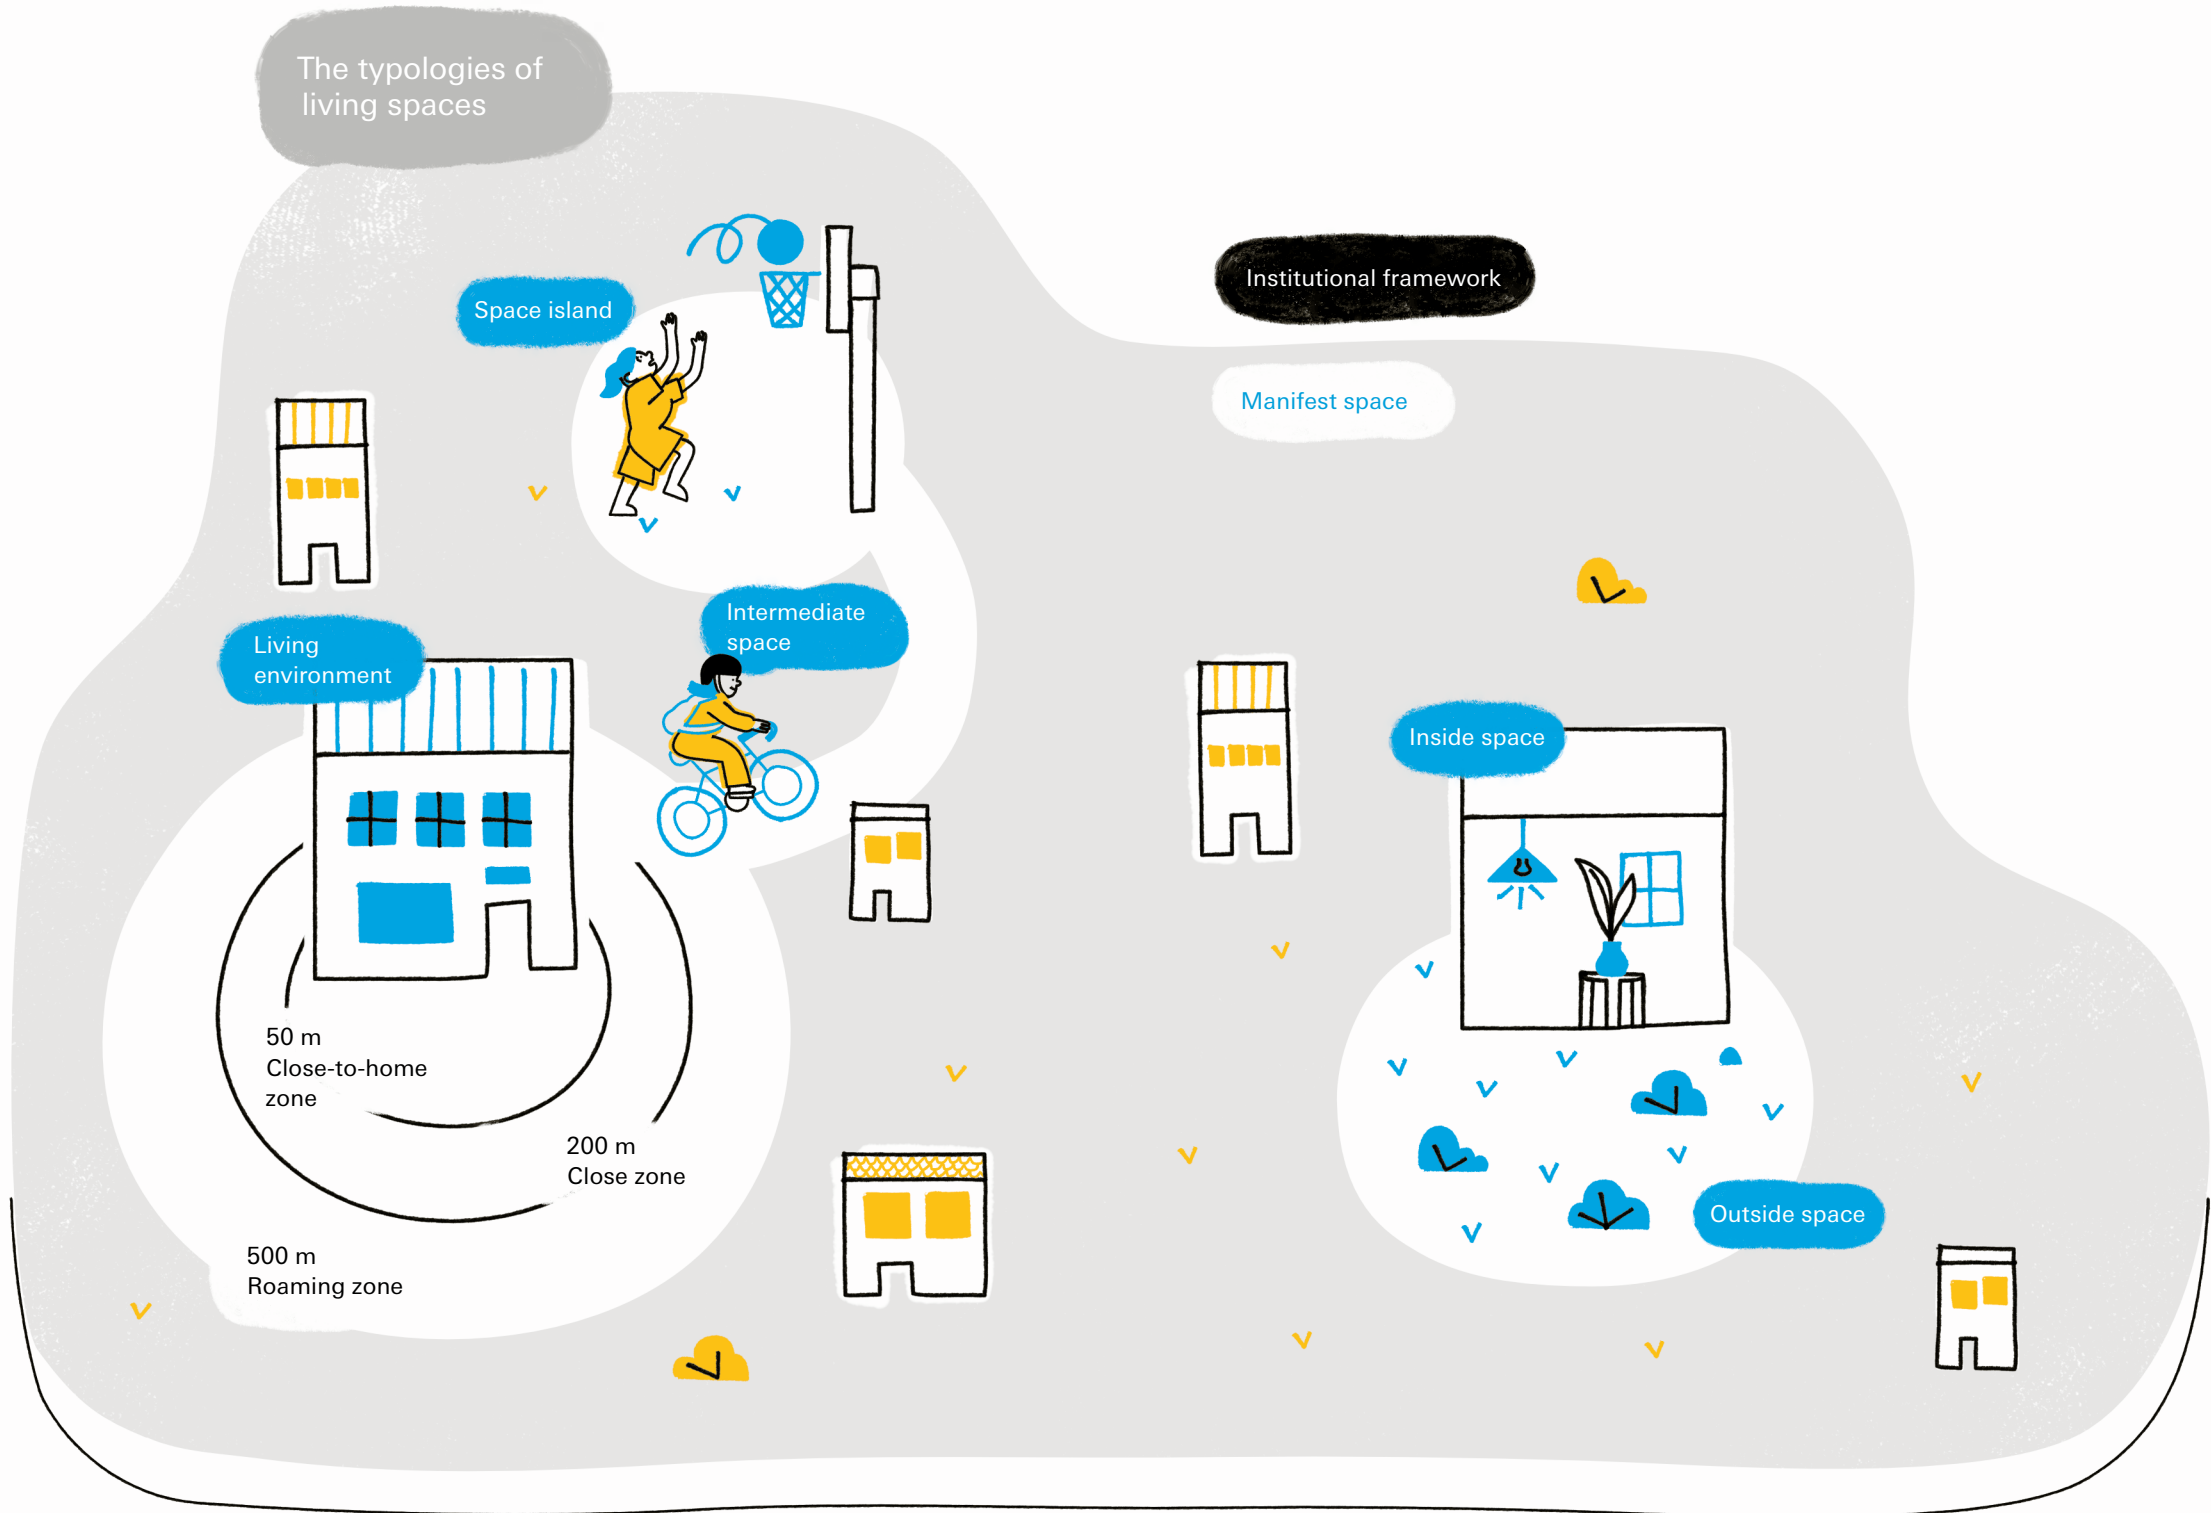 The typologies of
living spaces
Institutional framework
Space island
Manifest space
Intermediate
space
Living
environment
Inside space
50 m
Close-to-home
zone
200 m
Close zone
Outside space
500 m
Roaming zone